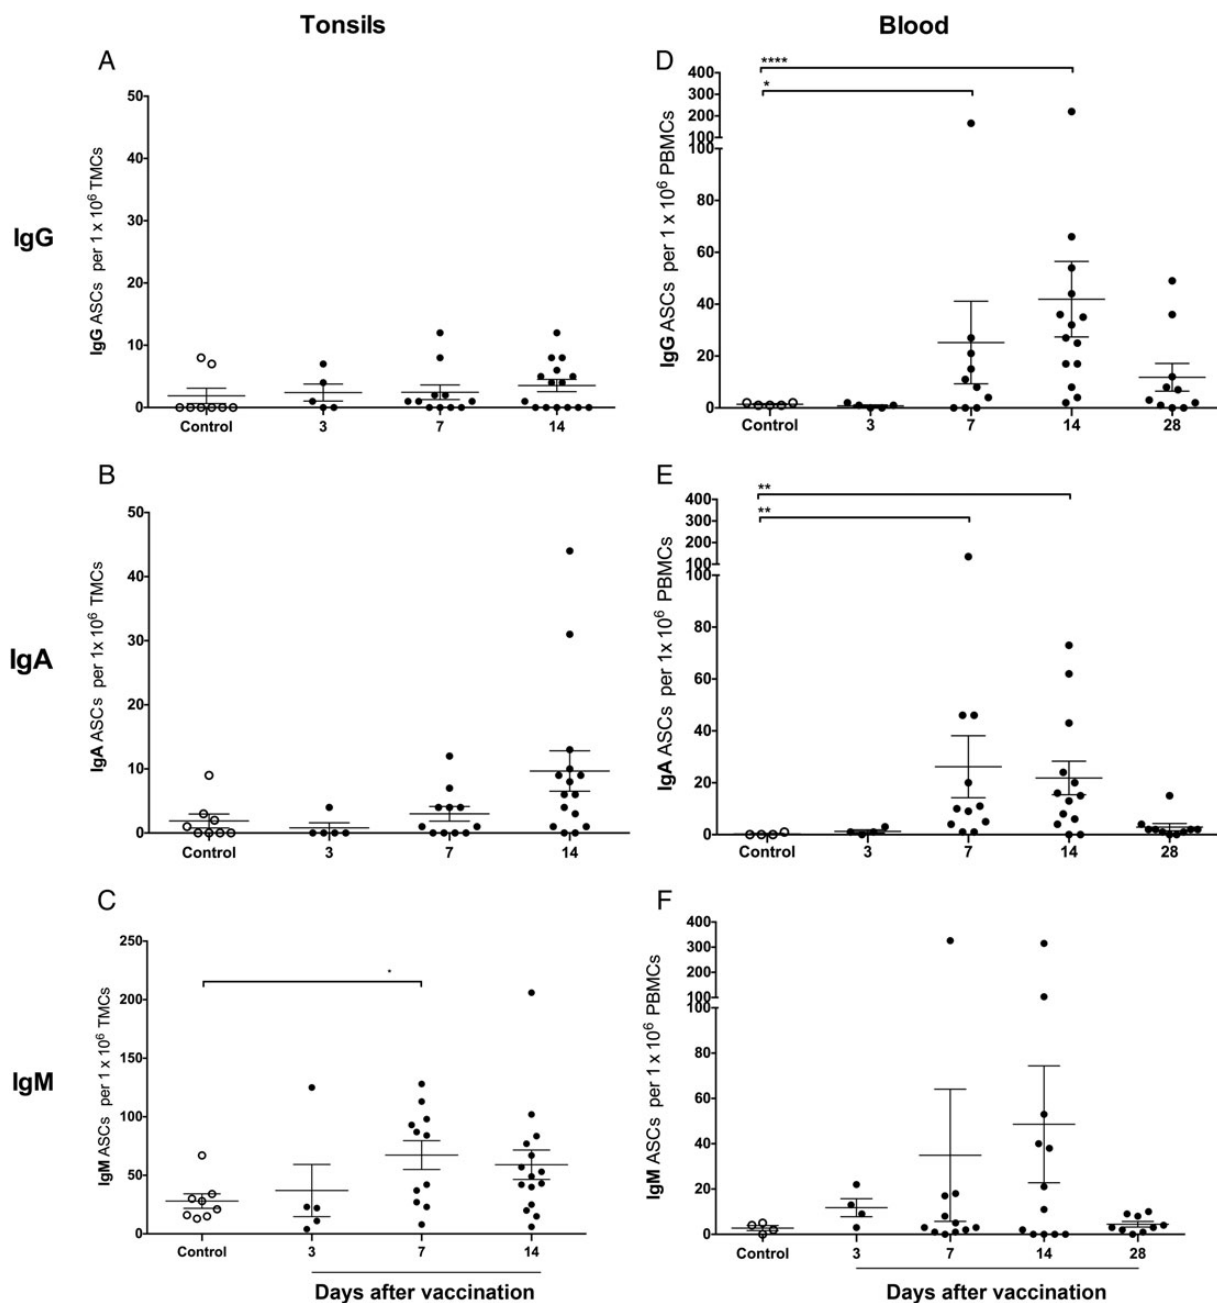 Tonsils
Blood
IgG
IgA
IgM
A
IgG ASCs per 1 x 10⁶ TMCs
50
40
30
20
10
0
Control
3
7
14
D
IgG ASCs per 1 x 10⁶ PBMCs
****
*
400
300
200
100
100
80
60
40
20
0
Control
3
7
14
28
B
IgA ASCs per 1x 10⁶ TMCs
50
40
30
20
10
0
Control
3
7
14
E
IgA ASCs per 1x 10⁶ PBMCs
**
**
400
300
200
100
100
80
60
40
20
0
Control
3
7
14
28
C
IgM ASCs per 1 x 10⁶ TMCs
*
250
200
150
100
50
0
Control
3
7
14
Days after vaccination
F
IgM ASCs per 1 x 10⁶ PBMCs
400
300
200
100
100
80
60
40
20
0
Control
3
7
14
28
Days after vaccination